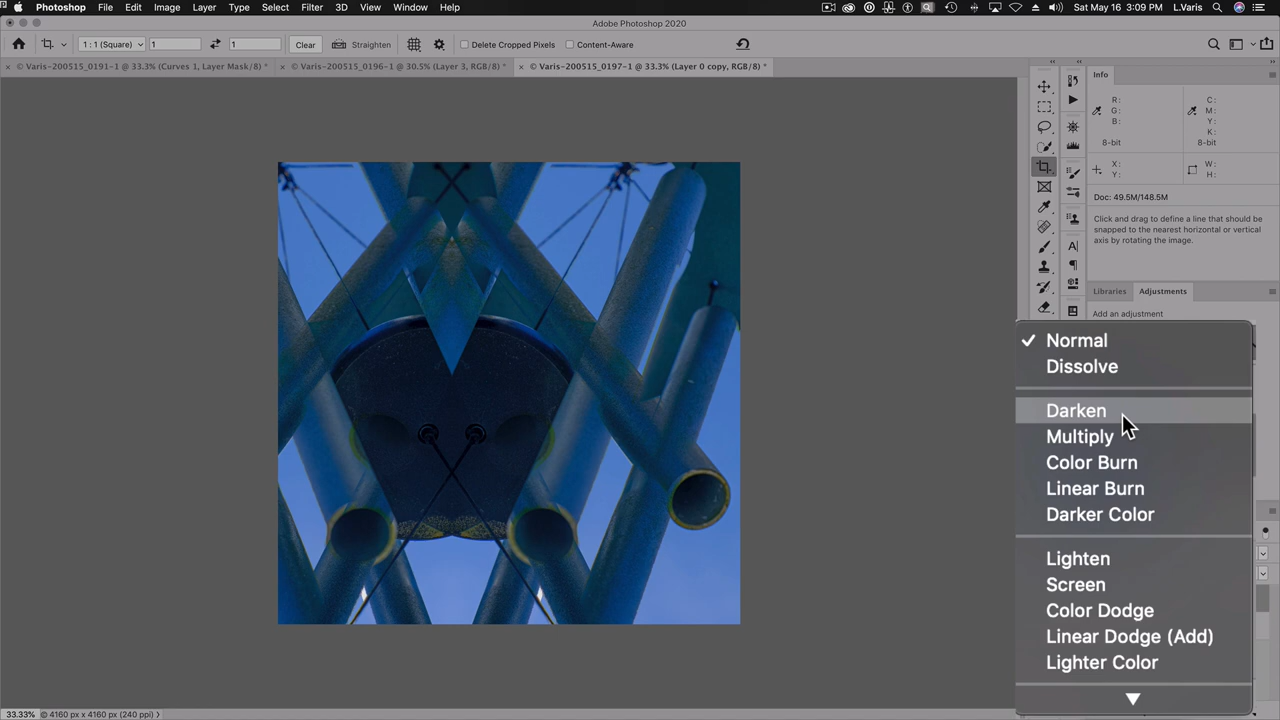 Photoshop File Edit Image Layer Type Select Filter 3D View Window Help Sat May 16 3:09 PM L.Varis
Adobe Photoshop 2020
1 : 1 (Square) 1 1 Clear Straighten Delete Cropped Pixels Content-Aware
× © Varis-200515_0191-1 @ 33.3% (Curves 1, Layer Mask/8) * × © Varis-200515_0196-1 @ 30.5% (Layer 3, RGB/8) * × © Varis-200515_0197-1 @ 33.3% (Layer 0 copy, RGB/8) *
Info
R: C:
G: M:
B: Y:
K:
8-bit 8-bit
X: W:
Y: H:
Doc: 49.5M/148.5M
Click and drag to define a line that should be
snapped to the nearest horizontal or vertical
axis by rotating the image.
Libraries Adjustments
Add an adjustment
Normal
Dissolve
Darken
Multiply
Color Burn
Linear Burn
Darker Color
Lighten
Screen
Color Dodge
Linear Dodge (Add)
Lighter Color
33.33% © 4160 px x 4160 px (240 ppi)